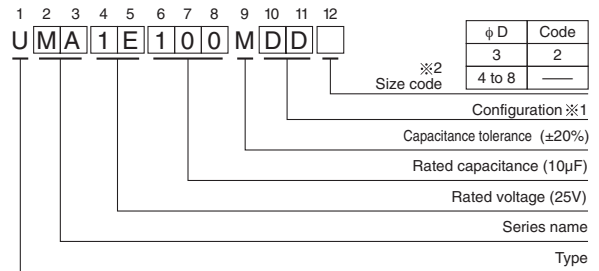 1 2 3 4 5 6 7 8 9 10 11 12
U M A 1 E 1 0 0 M D D
φ D Code
3 2
4 to 8 ——
※2
Size code
Configuration ※1
Capacitance tolerance (±20%)
Rated capacitance (10µF)
Rated voltage (25V)
Series name
Type